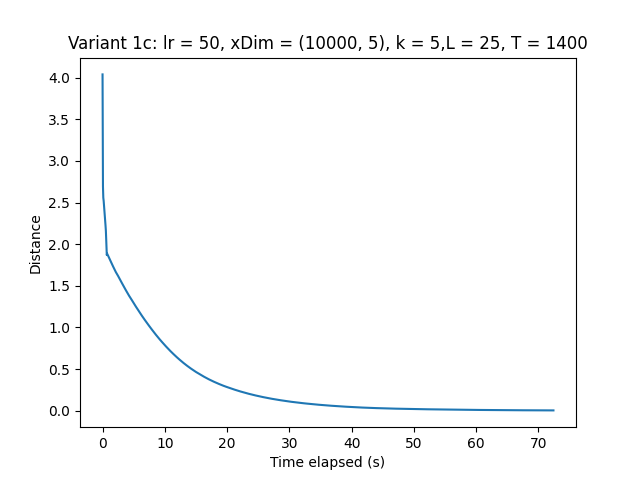 Variant 1c: lr = 50, xDim = (10000, 5), k = 5,L = 25, T = 1400
4.0
3.5
3.0
2.5
2.0
1.5
1.0
0.5
0.0
Distance
0 10 20 30 40 50 60 70
Time elapsed (s)